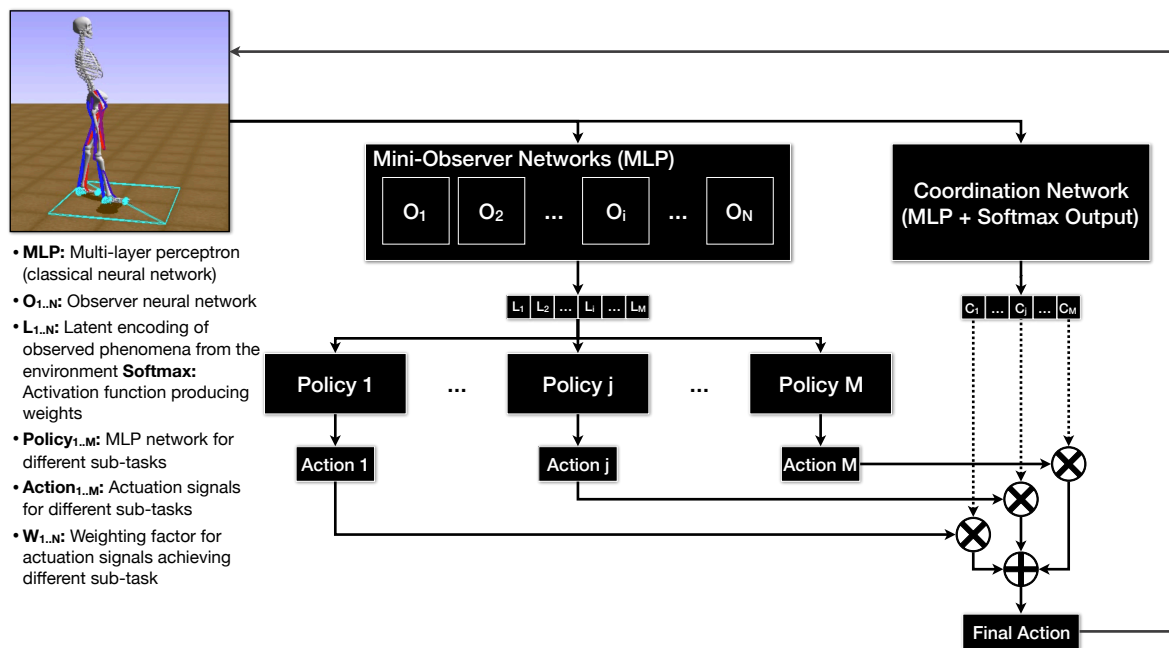 Mini-Observer Networks (MLP)
O1 O2 ... Oi ... ON
Coordination Network
(MLP + Softmax Output)
• MLP: Multi-layer perceptron
(classical neural network)
• O1..N: Observer neural network
• L1..N: Latent encoding of
observed phenomena from the
environment Softmax:
Activation function producing
weights
• Policy1..M: MLP network for
different sub-tasks
• Action1..M: Actuation signals
for different sub-tasks
• W1..N: Weighting factor for
actuation signals achieving
different sub-task
L1 L2 ... Li ... LM
C1 ... Cj ... CM
Policy 1 ... Policy j ... Policy M
Action 1 Action j Action M
Final Action